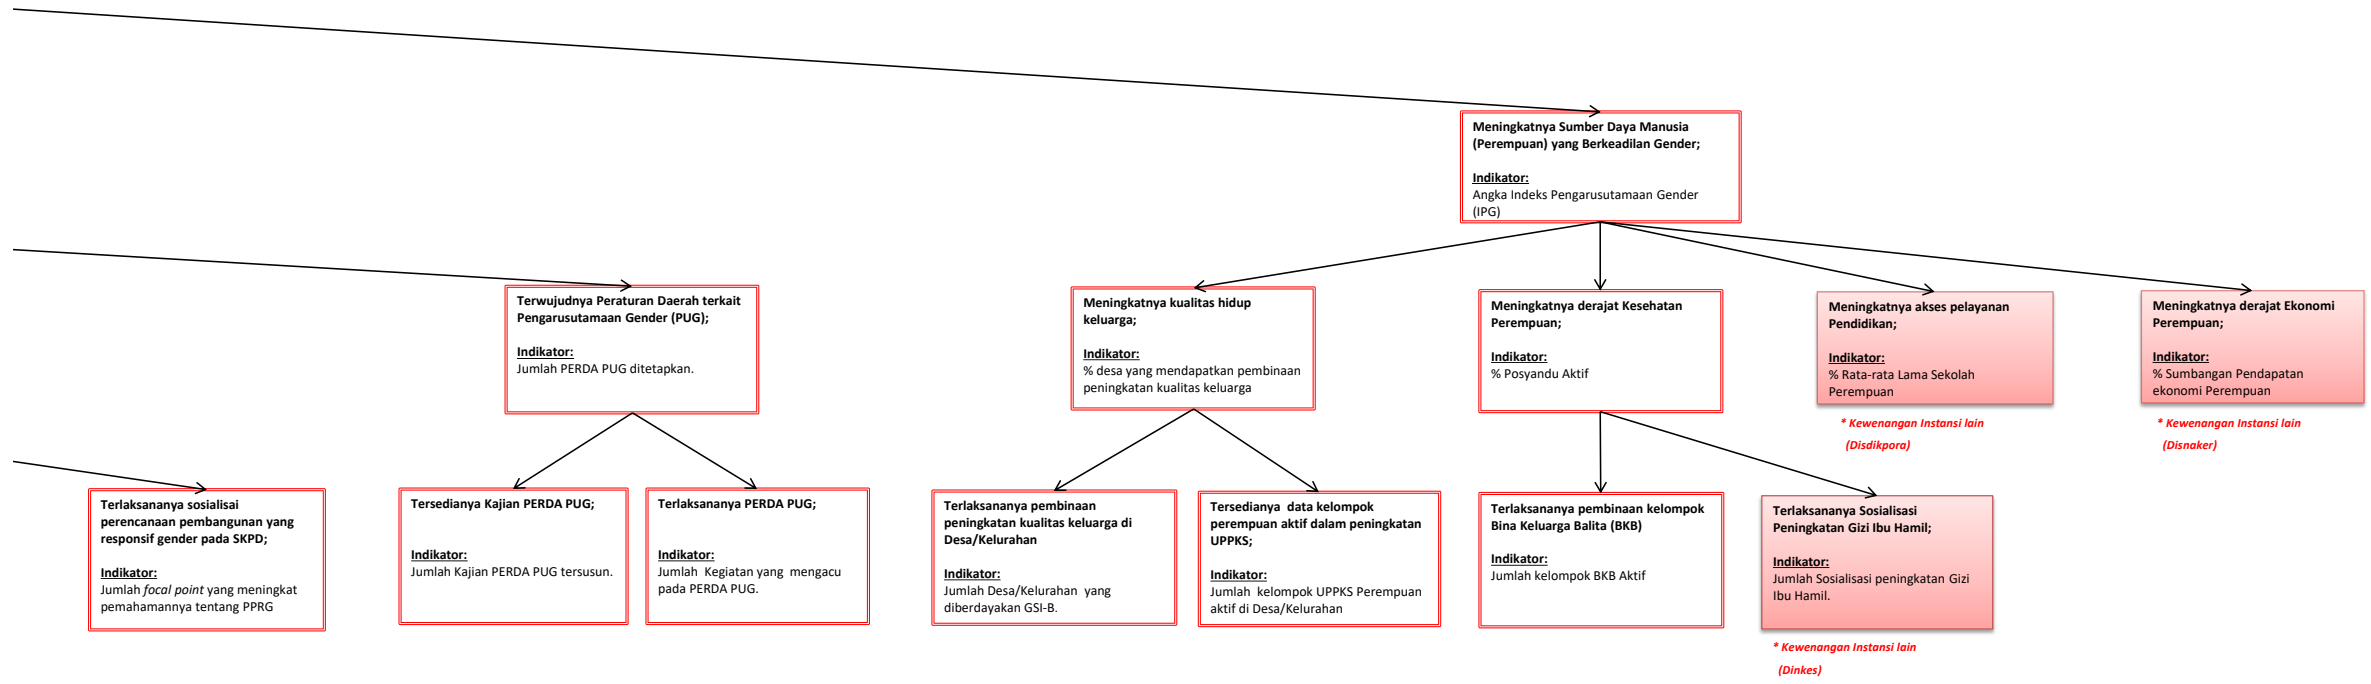 Meningkatnya Sumber Daya Manusia
(Perempuan) yang Berkeadilan Gender;
Indikator:
Angka Indeks Pengarusutamaan Gender
(IPG)
Terwujudnya Peraturan Daerah terkait
Pengarusutamaan Gender (PUG);
Indikator:
Jumlah PERDA PUG ditetapkan.
Meningkatnya kualitas hidup
keluarga;
Indikator:
% desa yang mendapatkan pembinaan
peningkatan kualitas keluarga
Meningkatnya derajat Kesehatan
Perempuan;
Indikator:
% Posyandu Aktif
Meningkatnya akses pelayanan
Pendidikan;
Indikator:
% Rata-rata Lama Sekolah
Perempuan
* Kewenangan Instansi lain
(Disdikpora)
Meningkatnya derajat Ekonomi
Perempuan;
Indikator:
% Sumbangan Pendapatan
ekonomi Perempuan
* Kewenangan Instansi lain
(Disnaker)
Terlaksananya sosialisai
perencanaan pembangunan yang
responsif gender pada SKPD;
Indikator:
Jumlah focal point yang meningkat
pemahamannya tentang PPRG
Tersedianya Kajian PERDA PUG;
Indikator:
Jumlah Kajian PERDA PUG tersusun.
Terlaksananya PERDA PUG;
Indikator:
Jumlah Kegiatan yang mengacu
pada PERDA PUG.
Terlaksananya pembinaan
peningkatan kualitas keluarga di
Desa/Kelurahan
Indikator:
Jumlah Desa/Kelurahan yang
diberdayakan GSI-B.
Tersedianya data kelompok
perempuan aktif dalam peningkatan
UPPKS;
Indikator:
Jumlah kelompok UPPKS Perempuan
aktif di Desa/Kelurahan
Terlaksananya pembinaan kelompok
Bina Keluarga Balita (BKB)
Indikator:
Jumlah kelompok BKB Aktif
Terlaksananya Sosialisasi
Peningkatan Gizi Ibu Hamil;
Indikator:
Jumlah Sosialisasi peningkatan Gizi
Ibu Hamil.
* Kewenangan Instansi lain
(Dinkes)